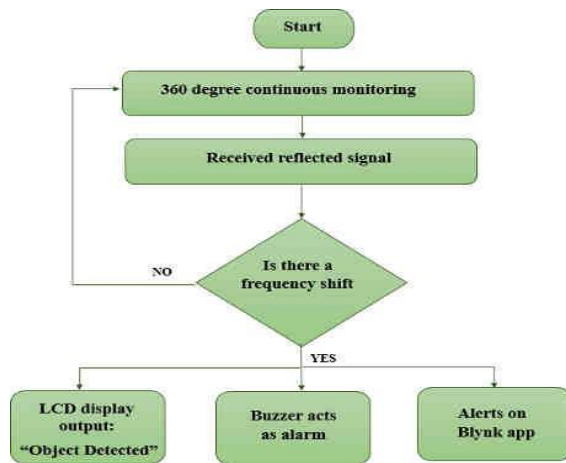 Start
360 degree continuous monitoring
Received reflected signal
Is there a
frequency shift
NO
YES
LCD display
output:
“Object Detected”
Buzzer acts
as alarm
Alerts on
Blynk app